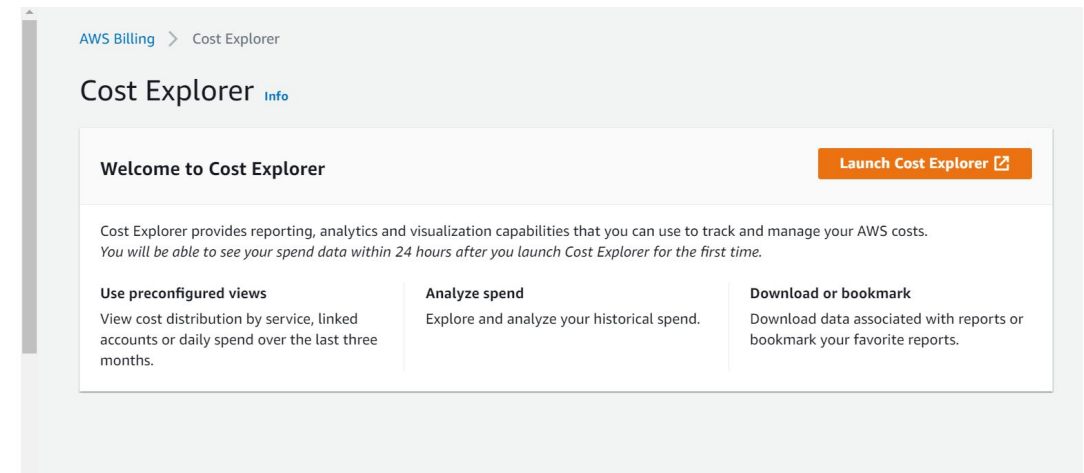 AWS Billing > Cost Explorer
Cost Explorer Info
Welcome to Cost Explorer
Launch Cost Explorer
Cost Explorer provides reporting, analytics and visualization capabilities that you can use to track and manage your AWS costs.
You will be able to see your spend data within 24 hours after you launch Cost Explorer for the first time.
Use preconfigured views
View cost distribution by service, linked
accounts or daily spend over the last three
months.
Analyze spend
Explore and analyze your historical spend.
Download or bookmark
Download data associated with reports or
bookmark your favorite reports.